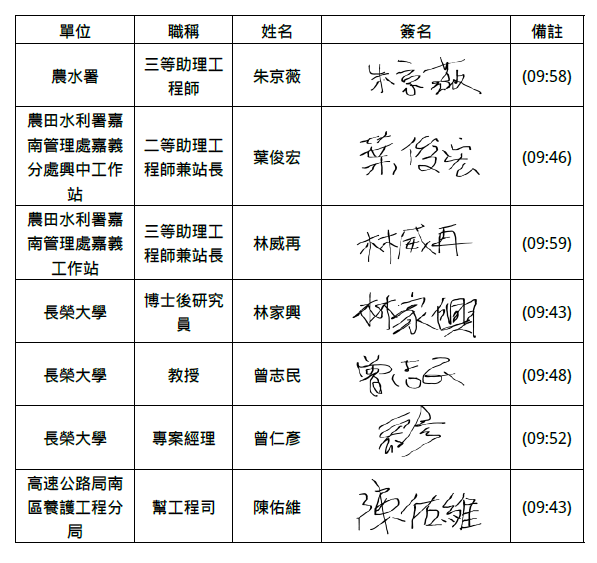 單位 職稱 姓名 簽名 備註
農水署 三等助理工程師 朱京薇 朱京薇 (09:58)
農田水利署嘉南管理處嘉義分處興中工作站 二等助理工程師兼站長 葉俊宏 葉俊宏 (09:46)
農田水利署嘉南管理處嘉義工作站 三等助理工程師兼站長 林威再 林威再 (09:59)
長榮大學 博士後研究員 林家興 林家興 (09:43)
長榮大學 教授 曾志民 曾志民 (09:48)
長榮大學 專案經理 曾仁彥 (09:52)
高速公路局南區養護工程分局 幫工程司 陳佑維 陳佑維 (09:43)